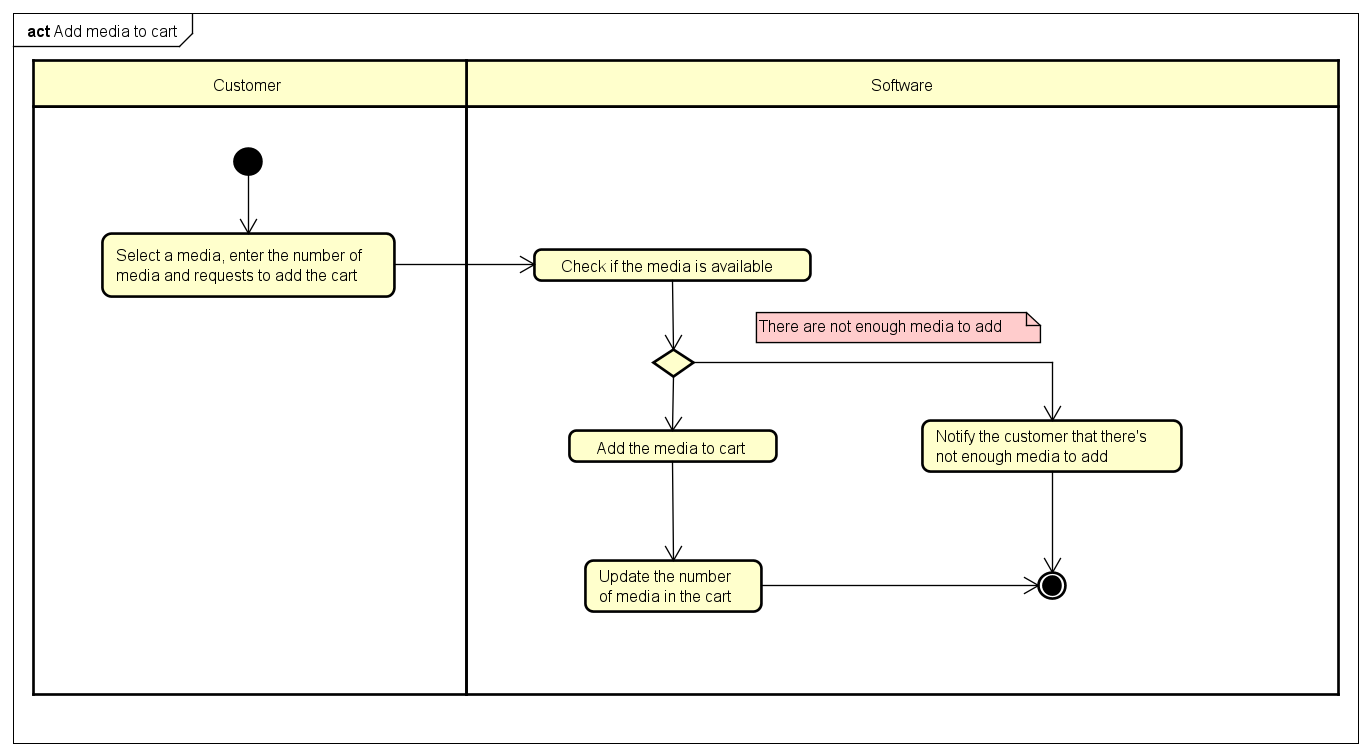 act Add media to cart
Customer
Software
Select a media, enter the number of
media and requests to add the cart
Check if the media is available
There are not enough media to add
Add the media to cart
Notify the customer that there's
not enough media to add
Update the number
of media in the cart